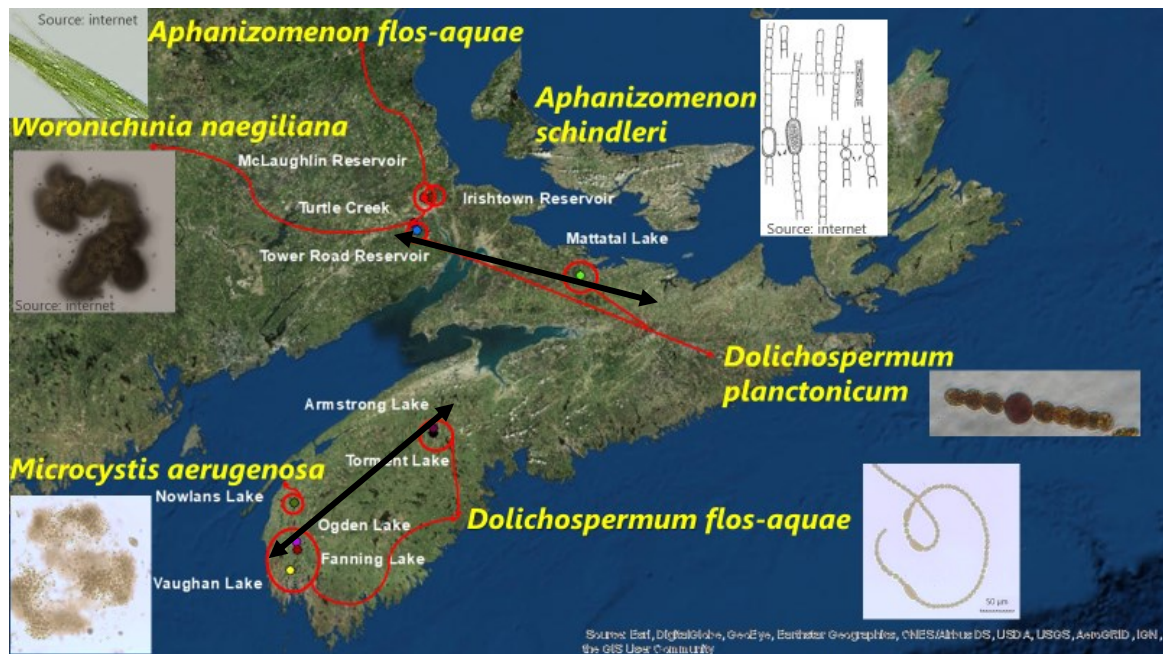 Source: internet
Aphanizomenon flos-aquae
Aphanizomenon
schindleri
Woronichinia naegiliana
McLaughlin Reservoir
Irishtown Reservoir
Turtle Creek
Source: internet
Mattatal Lake
Tower Road Reservoir
Source: internet
Dolichospermum
planctonicum
Armstrong Lake
Torment Lake
Microcystis aerugenosa
Nowlans Lake
Ogden Lake
Dolichospermum flos-aquae
Fanning Lake
Vaughan Lake
50 µm
Source: Esri, DigitalGlobe, GeoEye, Earthstar Geographics, CNES/Airbus DS, USDA, USGS, AeroGRID, IGN,
the GIS User Community